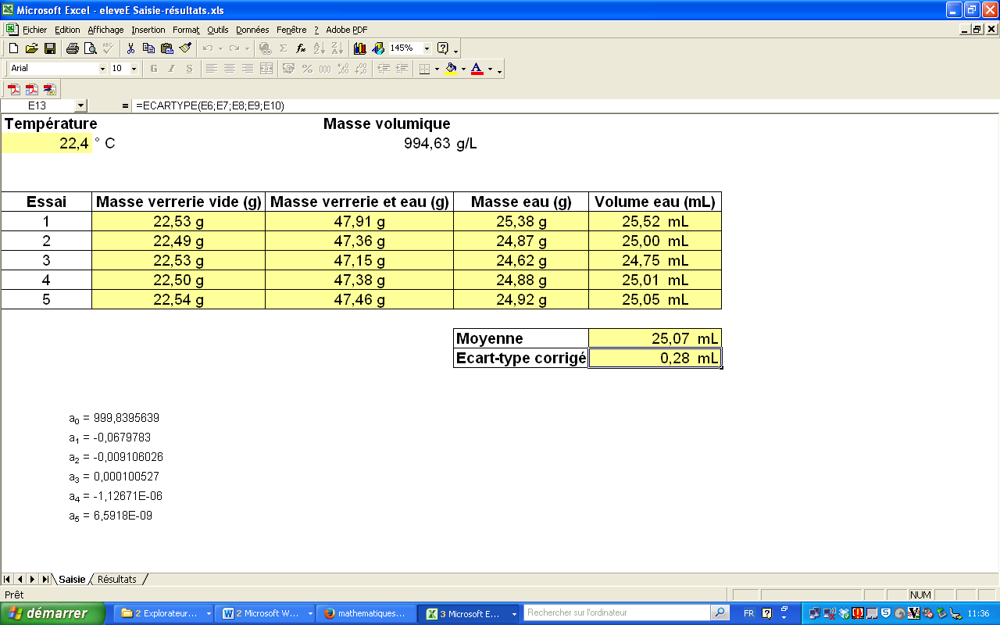 Microsoft Excel - eleveE Saisie-résultats.xls
Fichier Edition Affichage Insertion Format Outils Données Fenêtre ? Adobe PDF
145%
Arial 10 G I S % 000
E13 = =ECARTYPE(E6;E7;E8;E9;E10)
Température Masse volumique
22,4 ° C 994,63 g/L
Essai Masse verrerie vide (g) Masse verrerie et eau (g) Masse eau (g) Volume eau (mL)
1 22,53 g 47,91 g 25,38 g 25,52 mL
2 22,49 g 47,36 g 24,87 g 25,00 mL
3 22,53 g 47,15 g 24,62 g 24,75 mL
4 22,50 g 47,38 g 24,88 g 25,01 mL
5 22,54 g 47,46 g 24,92 g 25,05 mL
Moyenne 25,07 mL
Ecart-type corrigé 0,28 mL
a0 = 999,8395639
a1 = -0,0679783
a2 = -0,009106026
a3 = 0,000100527
a4 = -1,12671E-06
a5 = 6,5918E-09
Saisie Résultats
Prêt NUM
démarrer 2 Explorateur... 2 Microsoft W... mathematiques... 3 Microsoft E... Rechercher sur l'ordinateur FR 11:36